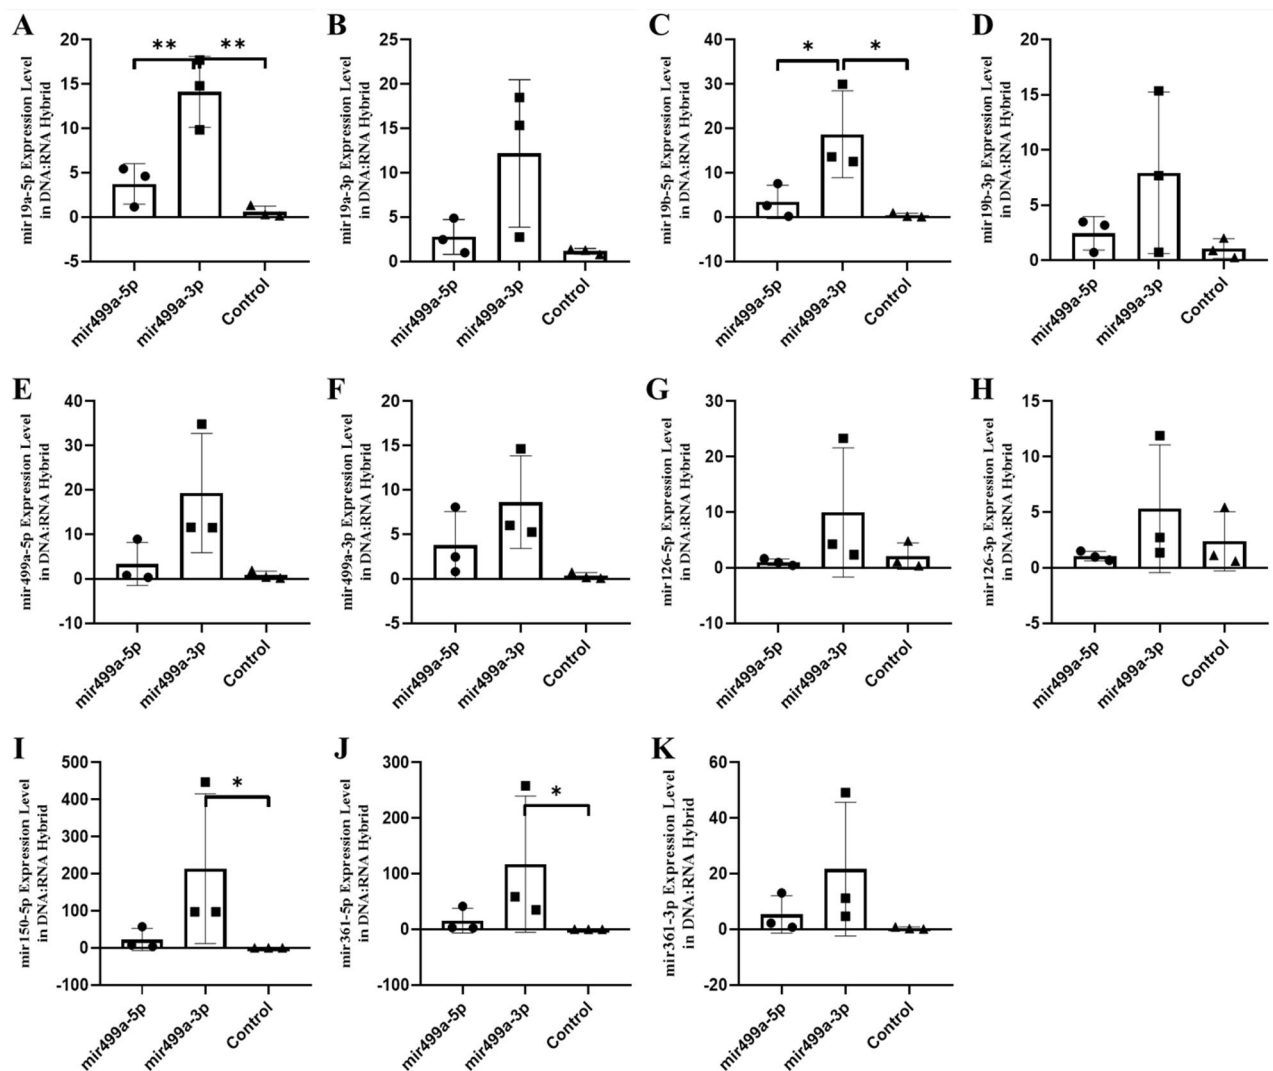 A
mir19a-5p Expression Level
in DNA:RNA Hybrid
20
15
10
5
0
-5
** **
mir499a-5p
mir499a-3p
Control
B
mir19a-3p Expression Level
in DNA:RNA Hybrid
25
20
15
10
5
0
mir499a-5p
mir499a-3p
Control
C
mir19b-5p Expression Level
in DNA:RNA Hybrid
40
30
20
10
0
-10
* *
mir499a-5p
mir499a-3p
Control
D
mir19b-3p Expression Level
in DNA:RNA Hybrid
20
15
10
5
0
mir499a-5p
mir499a-3p
Control
E
mir499a-5p Expression Level
in DNA:RNA Hybrid
40
30
20
10
0
-10
mir499a-5p
mir499a-3p
Control
F
mir499a-3p Expression Level
in DNA:RNA Hybrid
20
15
10
5
0
-5
mir499a-5p
mir499a-3p
Control
G
mir126-5p Expression Level
in DNA:RNA Hybrid
30
20
10
0
-10
mir499a-5p
mir499a-3p
Control
H
mir126-3p Expression Level
in DNA:RNA Hybrid
15
10
5
0
-5
mir499a-5p
mir499a-3p
Control
I
mir150-5p Expression Level
in DNA:RNA Hybrid
500
400
300
200
100
0
-100
*
mir499a-5p
mir499a-3p
Control
J
mir361-5p Expression Level
in DNA:RNA Hybrid
300
200
100
0
-100
*
mir499a-5p
mir499a-3p
Control
K
mir361-3p Expression Level
in DNA:RNA Hybrid
60
40
20
0
-20
mir499a-5p
mir499a-3p
Control